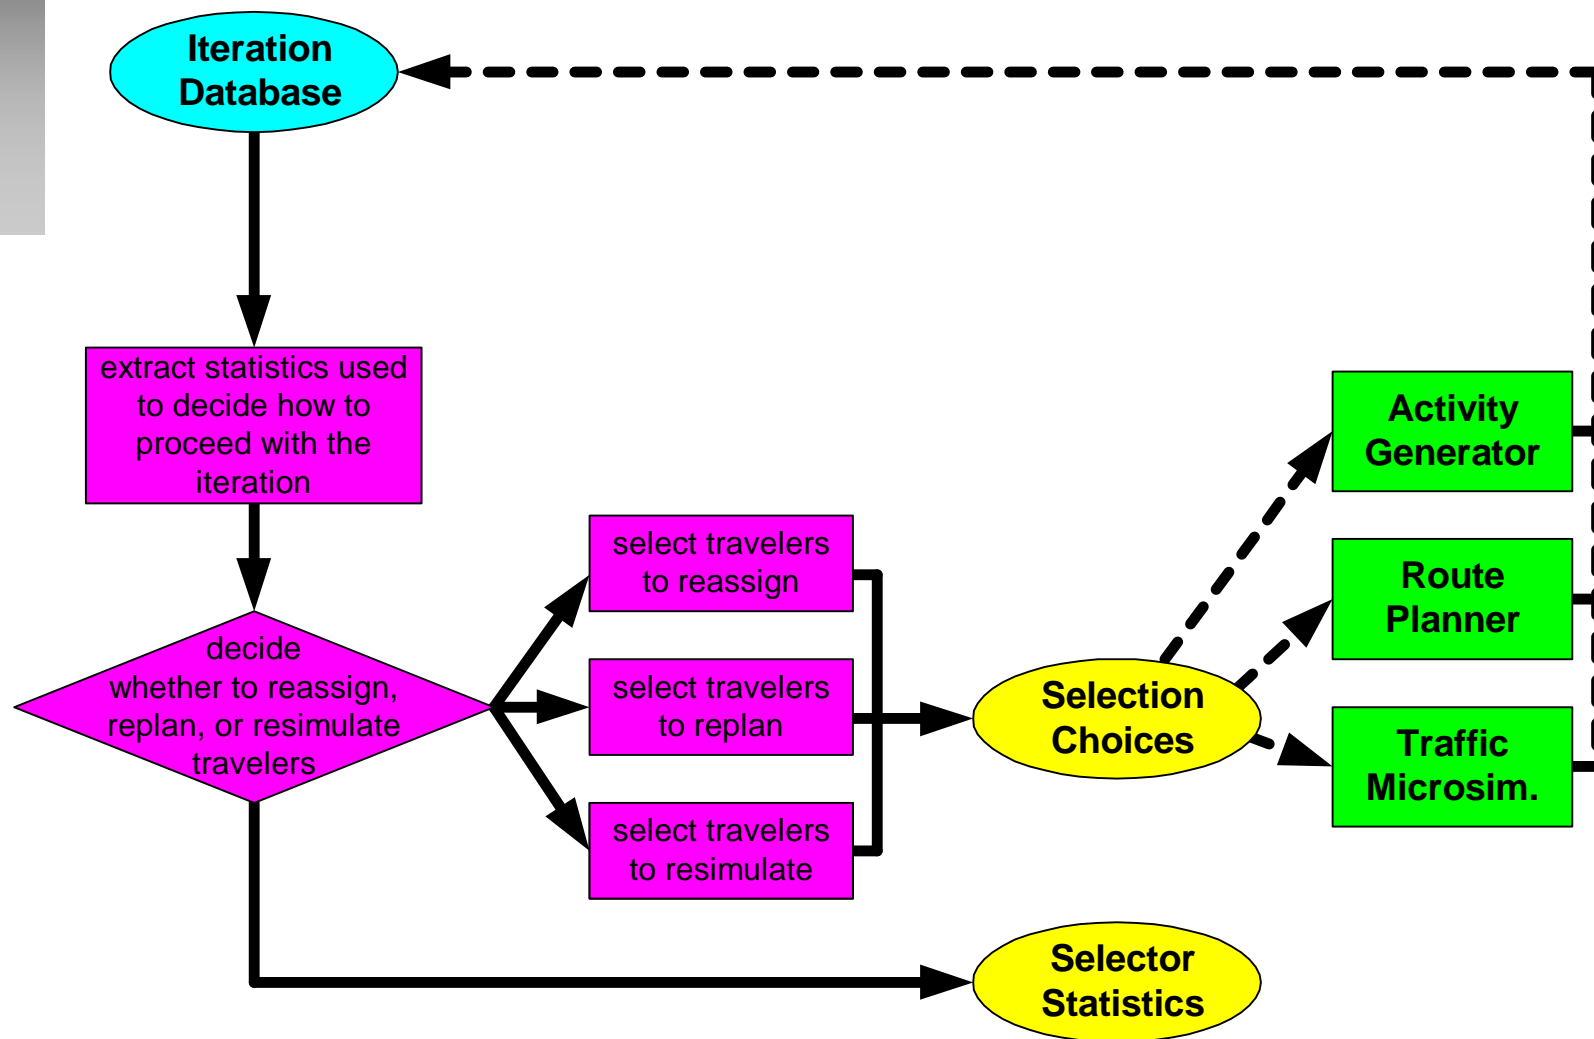 Iteration
Database
extract statistics used
to decide how to
proceed with the
iteration
decide
whether to reassign,
replan, or resimulate
travelers
select travelers
to reassign
select travelers
to replan
select travelers
to resimulate
Selection
Choices
Selector
Statistics
Activity
Generator
Route
Planner
Traffic
Microsim.